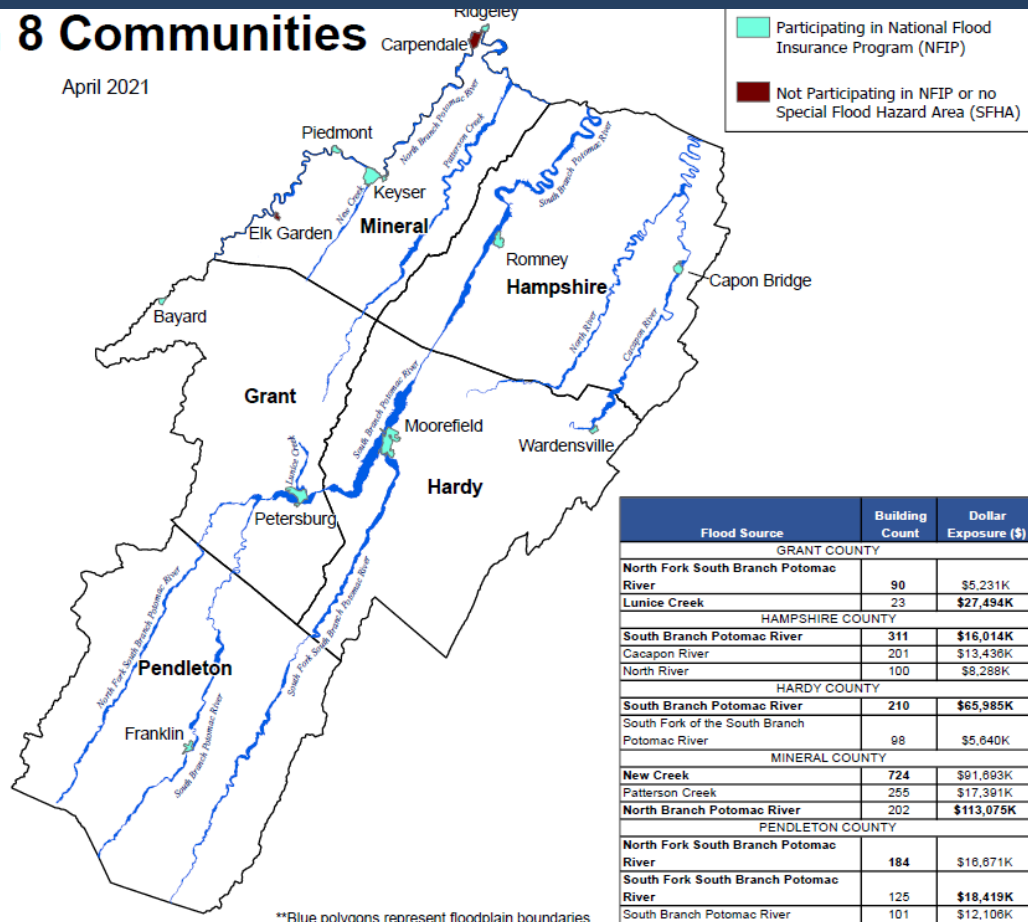 8 Communities
April 2021
Participating in National Flood
Insurance Program (NFIP)
Not Participating in NFIP or no
Special Flood Hazard Area (SFHA)
Ridgeley
Carpendale
North Branch Potomac River
Patterson Creek
Piedmont
Keyser
New Creek
Mineral
Elk Garden
South Branch Potomac River
Romney
Hampshire
Capon Bridge
Bayard
North River
Cacapon River
Grant
South Branch Potomac River
Moorefield
Wardensville
Lunice Creek
Hardy
Petersburg
North Fork South Branch Potomac River
South Fork South Branch Potomac River
Pendleton
Franklin
South Branch Potomac River
Flood Source Building Count Dollar Exposure ($)
GRANT COUNTY
North Fork South Branch Potomac
River 90 $5,231K
Lunice Creek 23 $27,494K
HAMPSHIRE COUNTY
South Branch Potomac River 311 $16,014K
Cacapon River 201 $13,436K
North River 100 $8,288K
HARDY COUNTY
South Branch Potomac River 210 $65,985K
South Fork of the South Branch
Potomac River 98 $5,640K
MINERAL COUNTY
New Creek 724 $91,693K
Patterson Creek 255 $17,391K
North Branch Potomac River 202 $113,075K
PENDLETON COUNTY
North Fork South Branch Potomac
River 184 $16,671K
South Fork South Branch Potomac
River 125 $18,419K
South Branch Potomac River 101 $12,106K
**Blue polygons represent floodplain boundaries